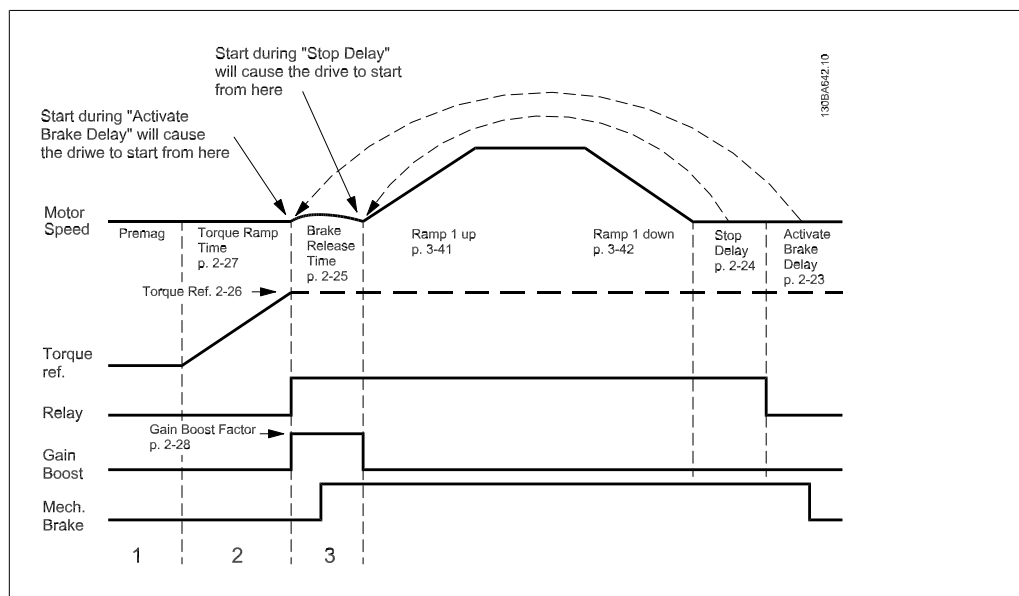 Start during "Stop Delay"
will cause the drive to start
from here
130BA642.10
Start during "Activate
Brake Delay" will cause
the driwe to start from here
Motor
Speed
Premag
Torque Ramp
Time
p. 2-27
Brake
Release
Time
p. 2-25
Ramp 1 up
p. 3-41
Ramp 1 down
p. 3-42
Stop
Delay
p. 2-24
Activate
Brake
Delay
p. 2-23
Torque Ref. 2-26
Torque
ref.
Relay
Gain Boost Factor
p. 2-28
Gain
Boost
Mech.
Brake
1
2
3